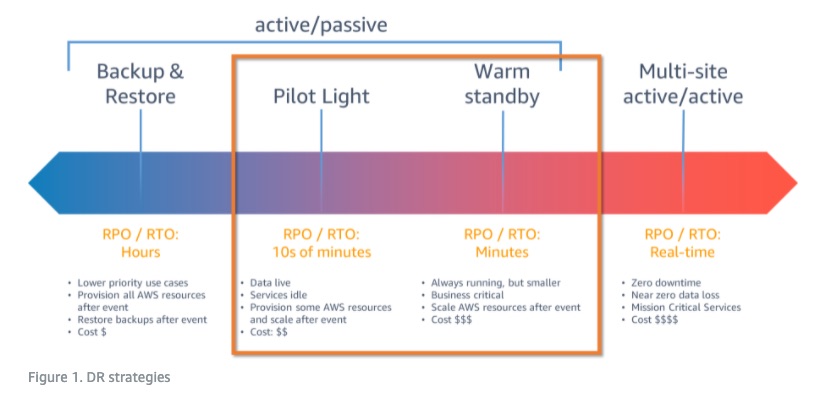 active/passive
Backup &
Restore
Pilot Light
Warm
standby
Multi-site
active/active
RPO / RTO:
Hours
RPO / RTO:
10s of minutes
RPO / RTO:
Minutes
RPO / RTO:
Real-time
• Lower priority use cases
• Provision all AWS resources
after event
• Restore backups after event
• Cost $
• Data live
• Services idle
• Provision some AWS resources
and scale after event
• Cost: $$
• Always running, but smaller
• Business critical
• Scale AWS resources after event
• Cost $$$
• Zero downtime
• Near zero data loss
• Mission Critical Services
• Cost $$$$
Figure 1. DR strategies